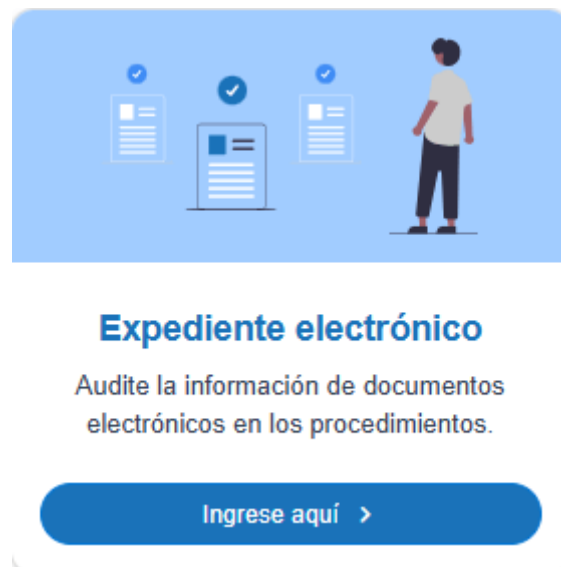 Expediente electrónico
Audite la información de documentos
electrónicos en los procedimientos.
Ingrese aquí